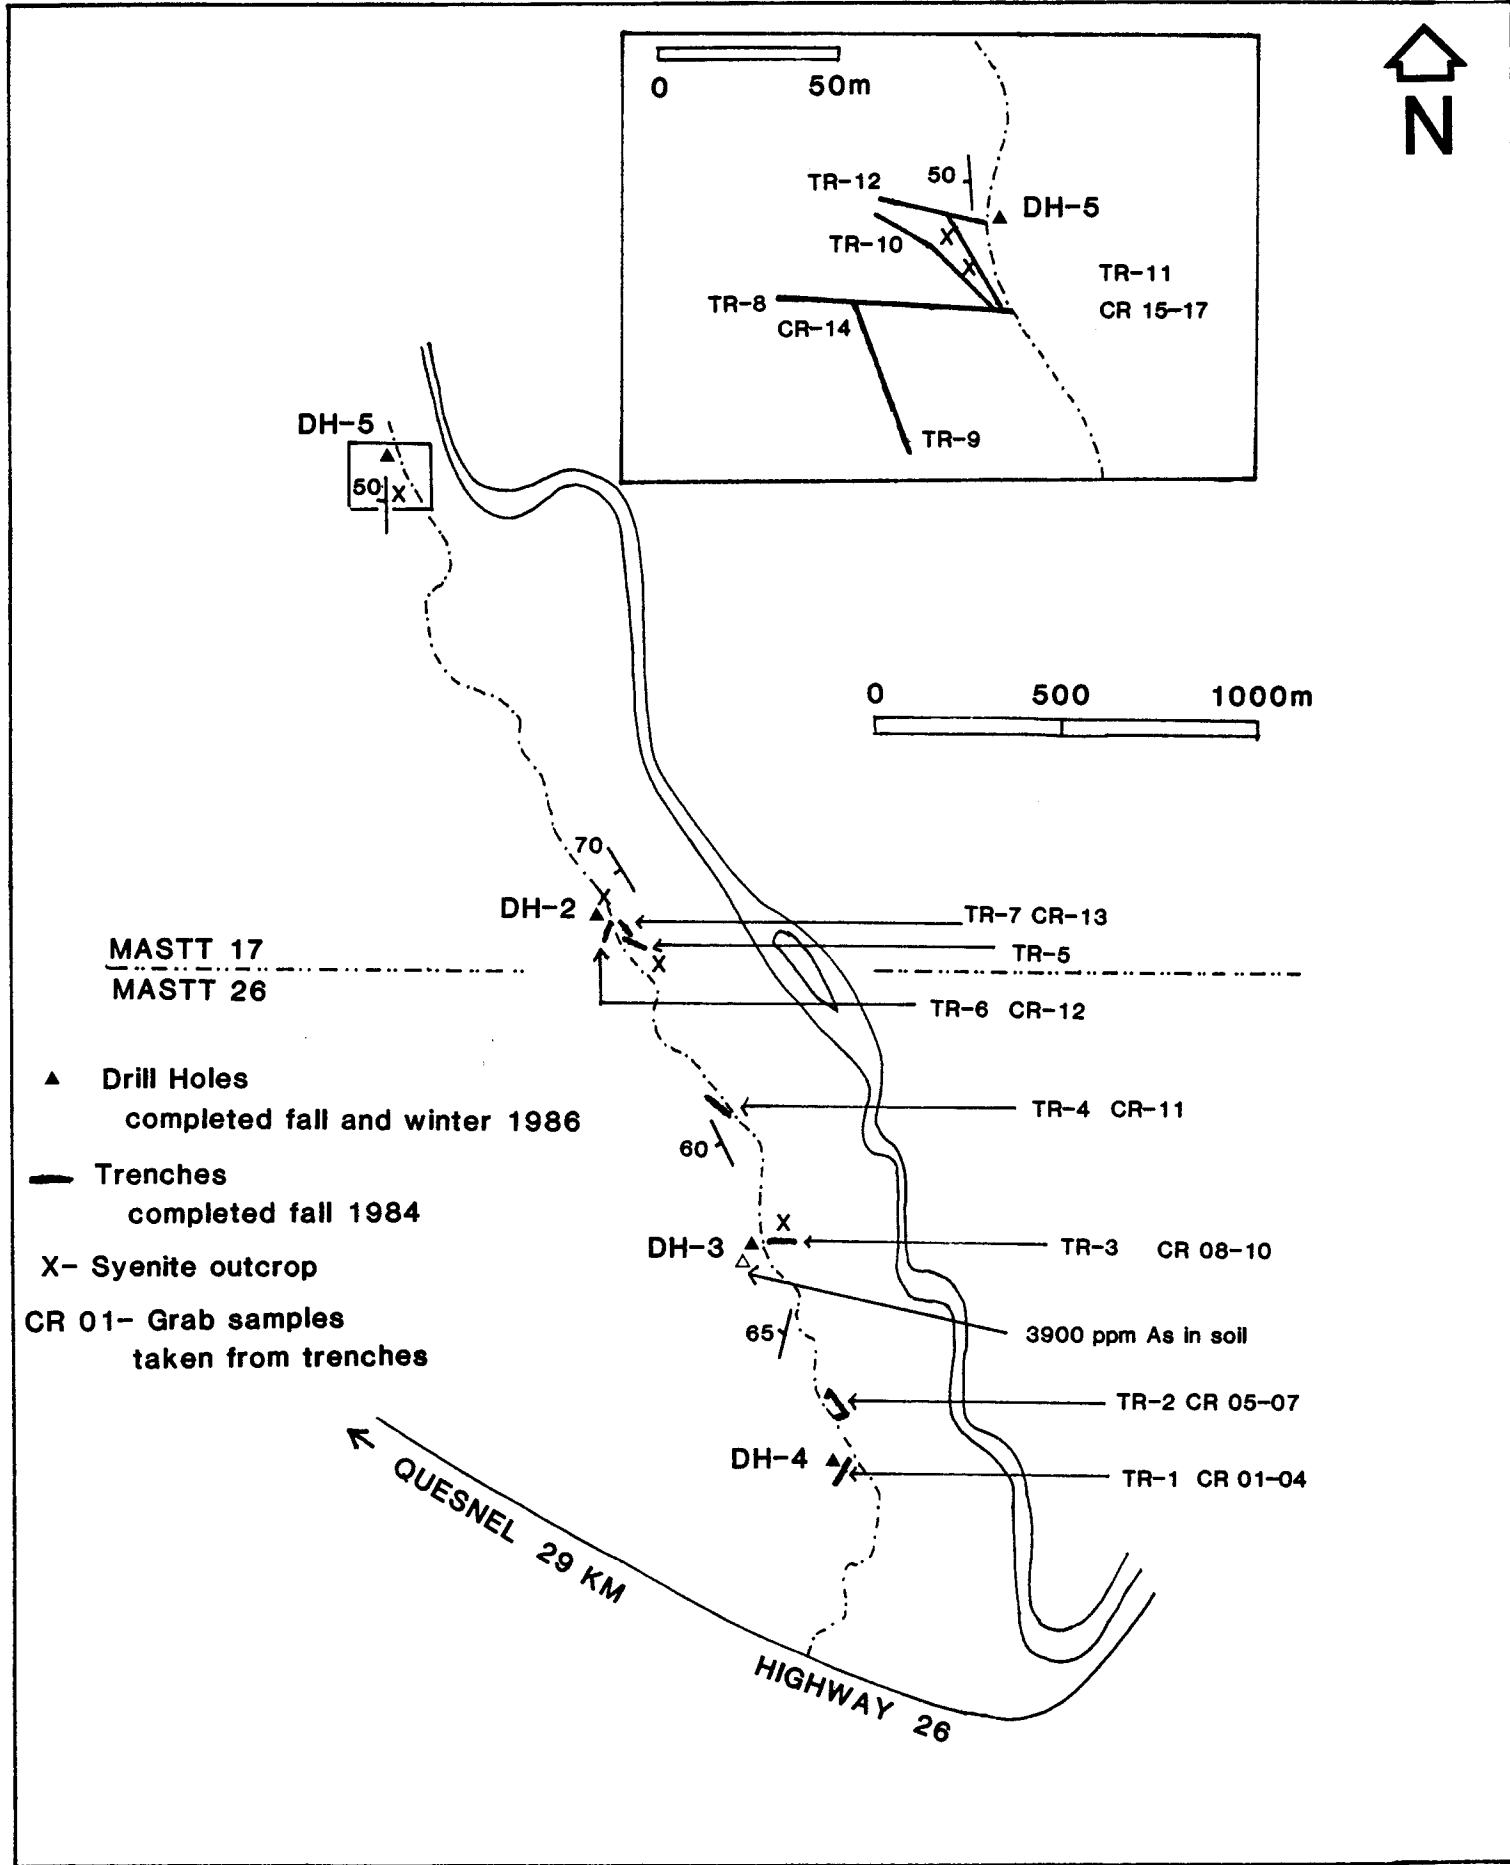 0 50m
N
TR-12
50
DH-5
TR-10
TR-11
CR 15-17
TR-8
CR-14
TR-9
DH-5
50
X
0 500 1000m
70
X
DH-2
TR-7 CR-13
TR-5
MASTT 17
MASTT 26
X
TR-6 CR-12
▲ Drill Holes
completed fall and winter 1986
TR-4 CR-11
60
Trenches
completed fall 1984
X
DH-3
TR-3 CR 08-10
X- Syenite outcrop
CR 01- Grab samples
taken from trenches
65
3900 ppm As in soil
TR-2 CR 05-07
DH-4
TR-1 CR 01-04
QUESNEL 29 KM
HIGHWAY 26